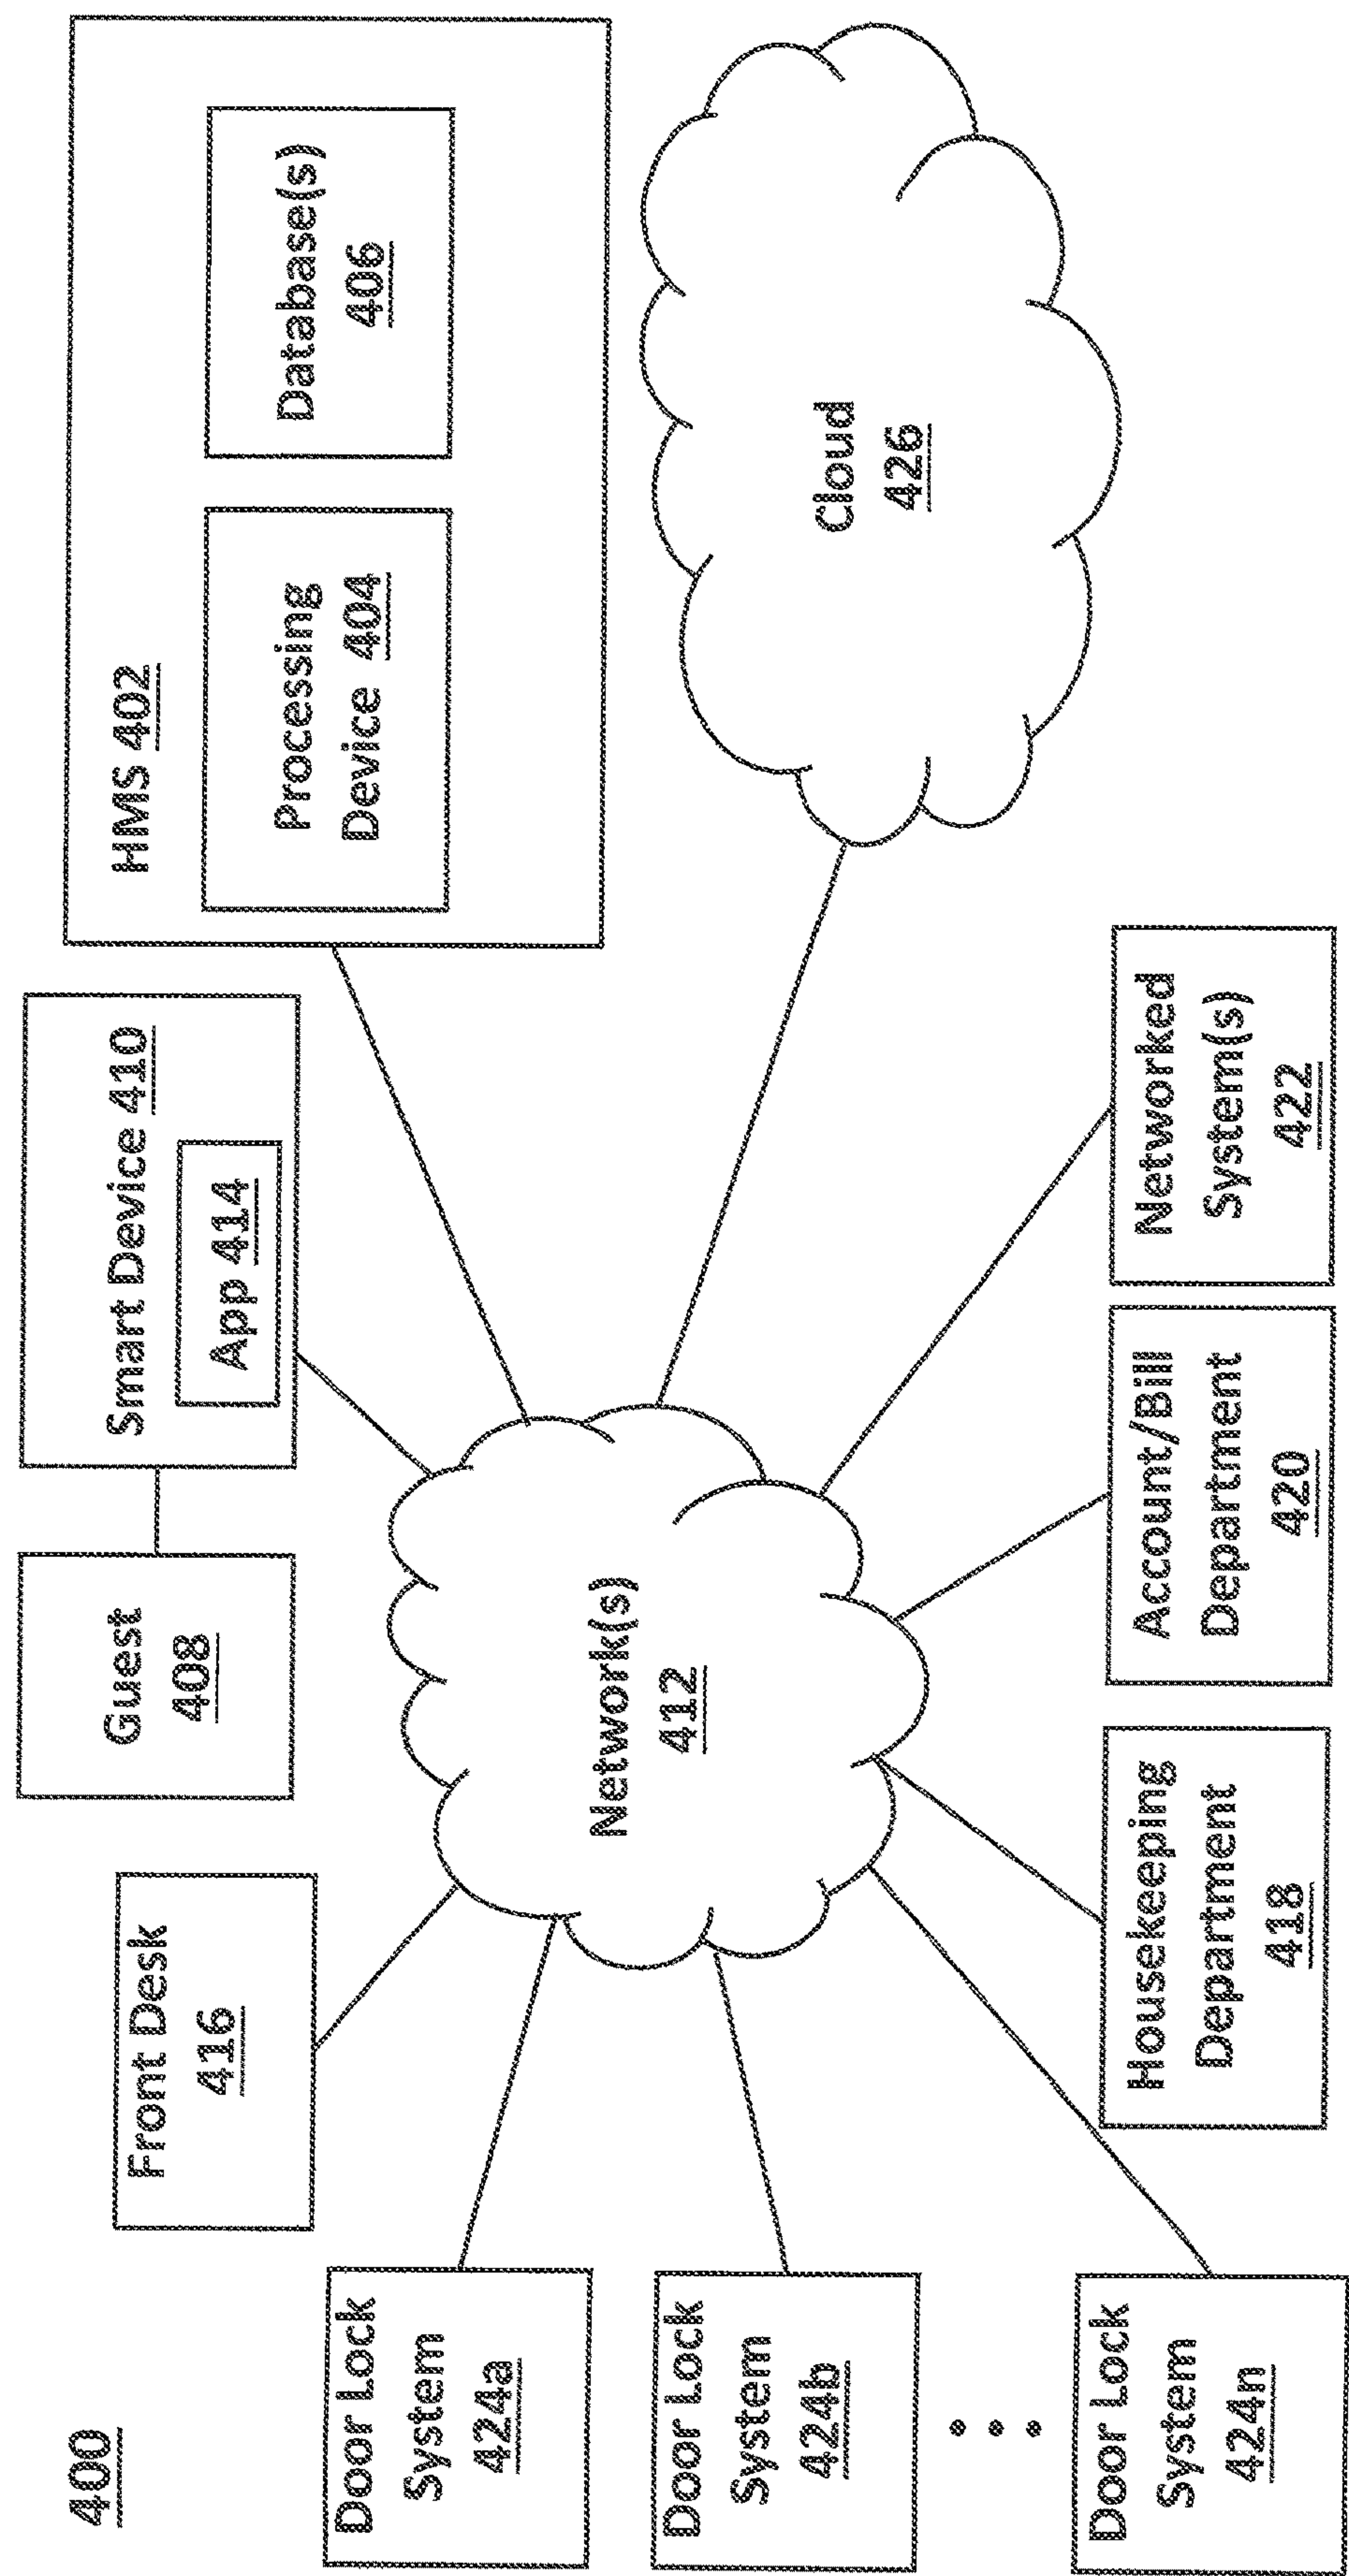 400
Front Desk
416
Guest
408
Smart Device 410
App 414
HMS 402
Processing
Device 404
Database(s)
406
Door Lock
System
424a
Door Lock
System
424b
Door Lock
System
424n
Network(s)
412
Cloud
426
Housekeeping
Department
418
Account/Bill
Department
420
Networked
System(s)
422